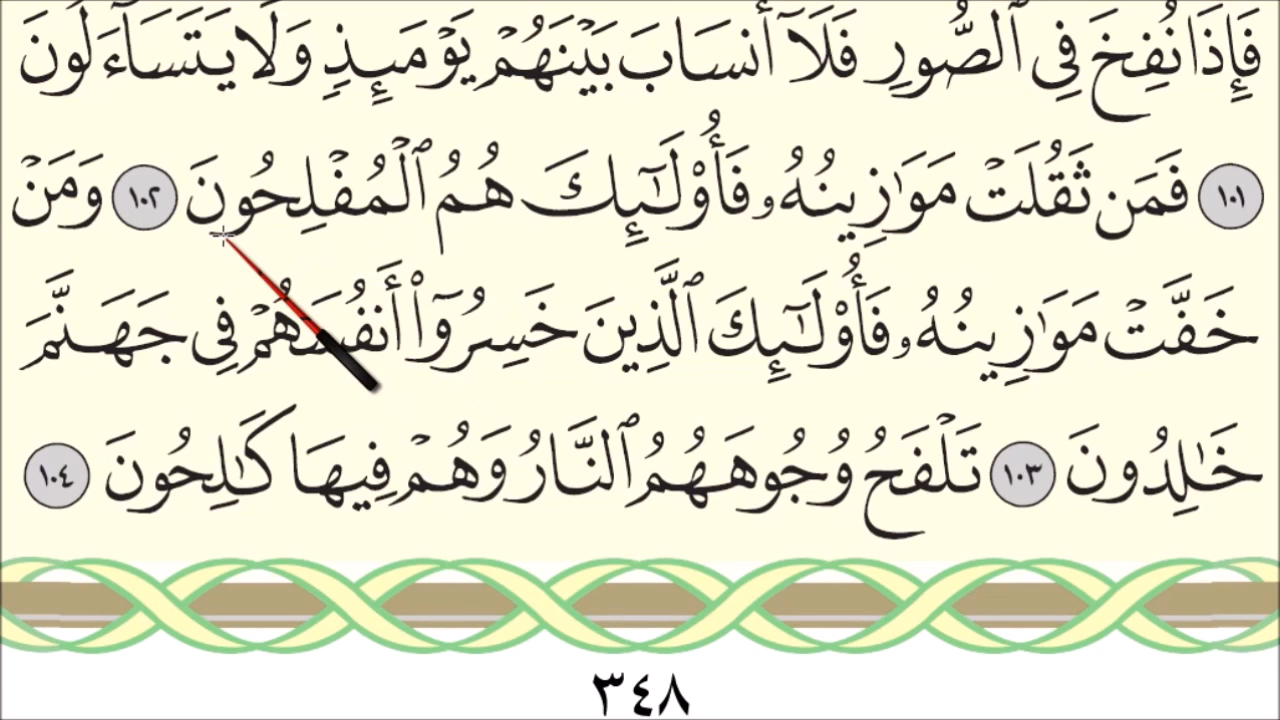 فَإِذَا نُفِخَ فِى ٱلصُّورِ فَلَآ أَنسَابَ بَيْنَهُمْ يَوْمَئِذٍ وَلَا يَتَسَآءَلُونَ
١٠١ فَمَن ثَقُلَتْ مَوَٰزِينُهُۥ فَأُو۟لَـٰٓئِكَ هُمُ ٱلْمُفْلِحُونَ ١٠٢ وَمَنْ
خَفَّتْ مَوَٰزِينُهُۥ فَأُو۟لَـٰٓئِكَ ٱلَّذِينَ خَسِرُوٓا۟ أَنفُسَهُمْ فِى جَهَنَّمَ
خَـٰلِدُونَ ١٠٣ تَلْفَحُ وُجُوهَهُمُ ٱلنَّارُ وَهُمْ فِيهَا كَـٰلِحُونَ ١٠٤
٣٤٨